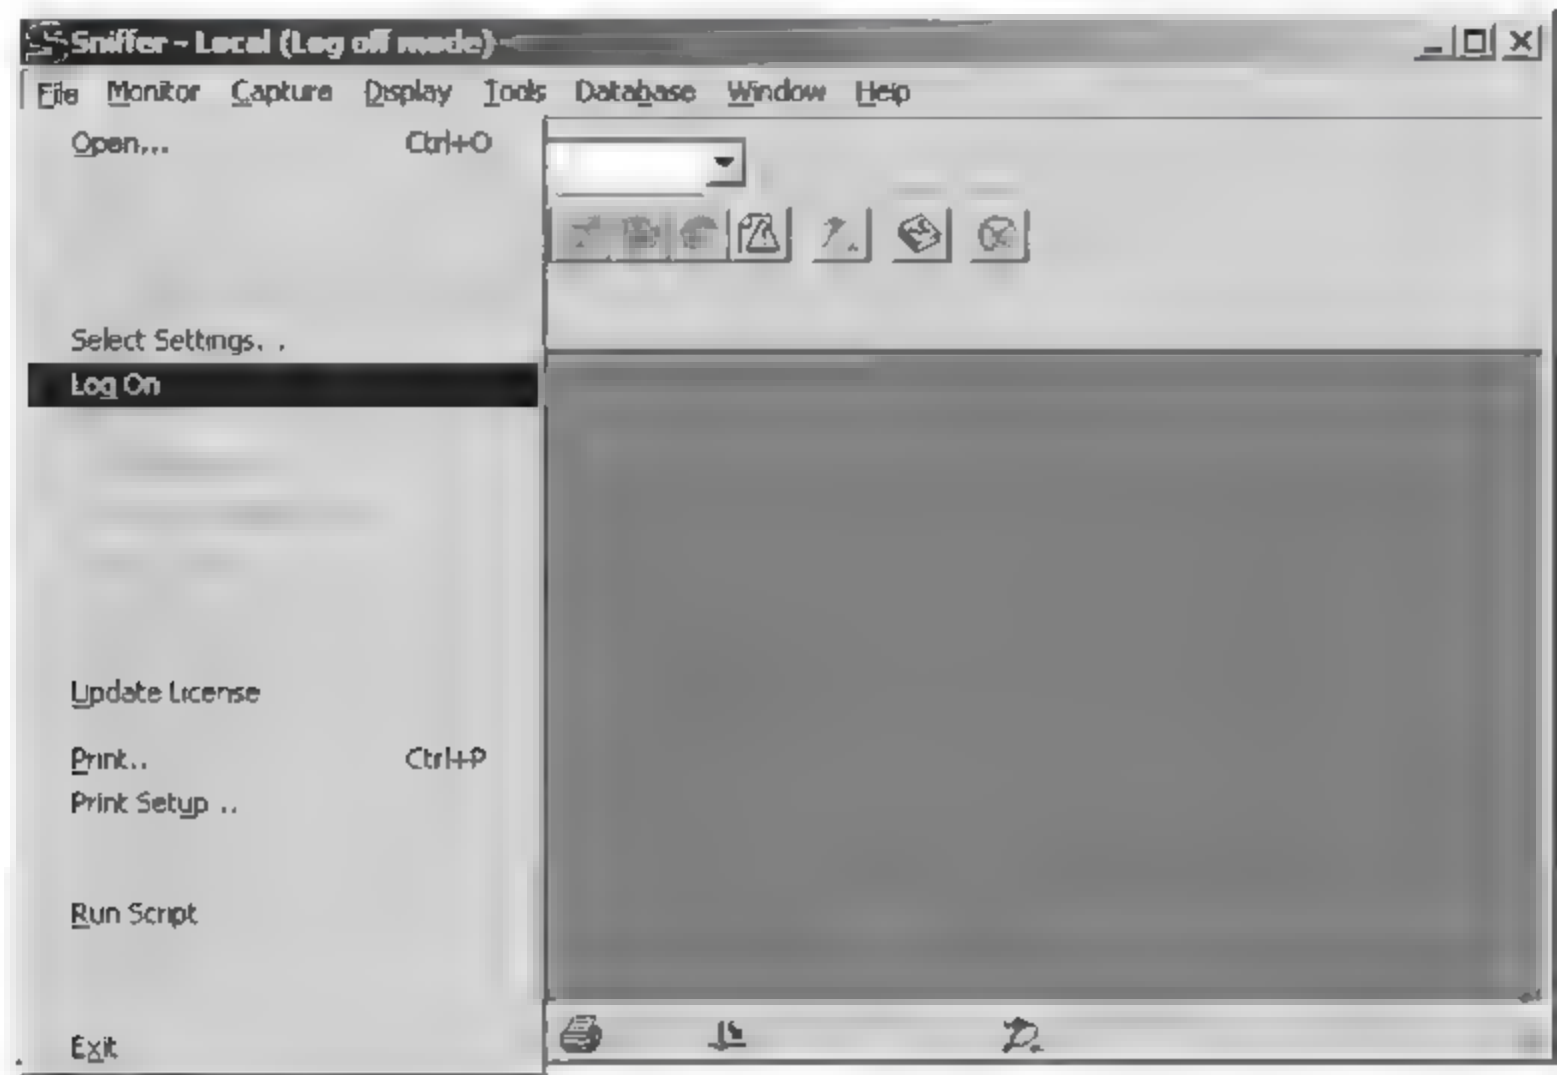 Sniffer - Local (Log off mode)
File Monitor Capture Display Tools Database Window Help
Open... Ctrl+O
Select Settings. .
Log On
Update License
Print.. Ctrl+P
Print Setup ..
Run Script
Exit